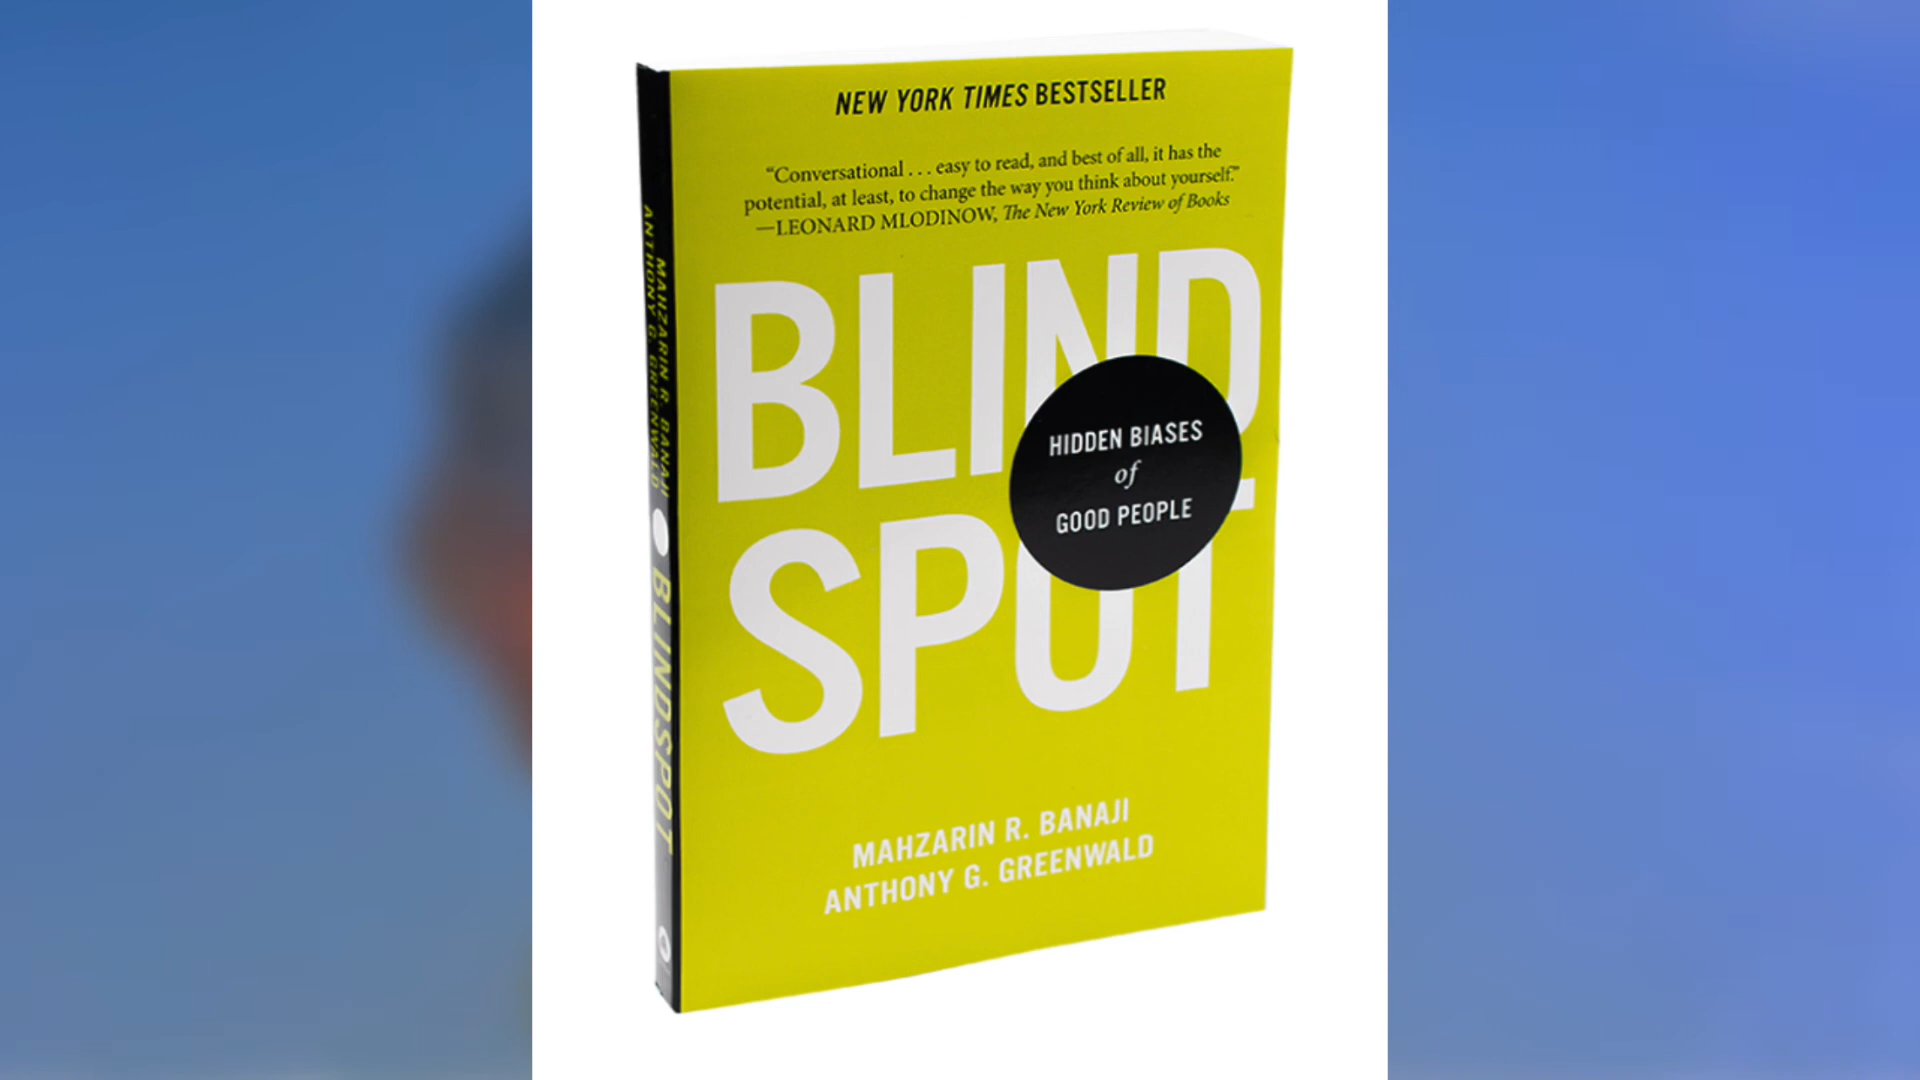 NEW YORK TIMES BESTSELLER
“Conversational . . . easy to read, and best of all, it has the
potential, at least, to change the way you think about yourself.”
—LEONARD MLODINOW, The New York Review of Books
BLIND
SPOT
HIDDEN BIASES
of
GOOD PEOPLE
MAHZARIN R. BANAJI
ANTHONY G. GREENWALD
MAHZARIN R. BANAJI
ANTHONY G. GREENWALD
BLINDSPOT